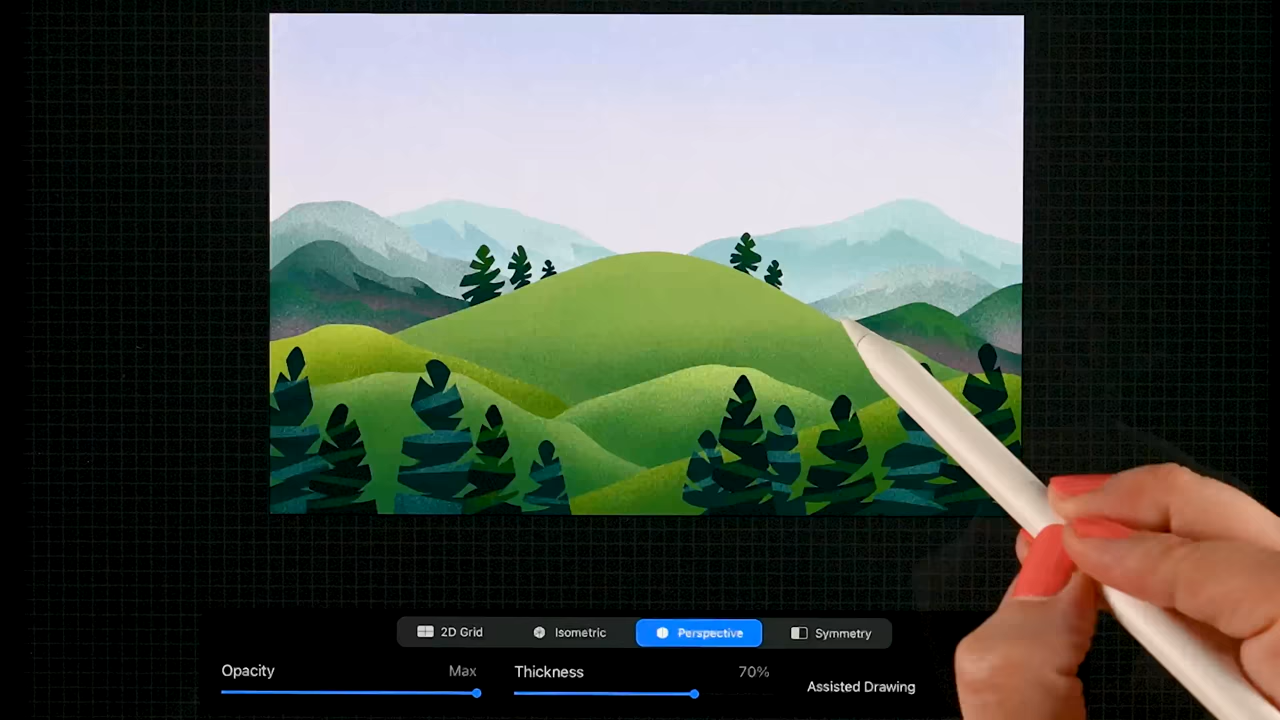 2D Grid Isometric Perspective Symmetry
Opacity Max Thickness 70% Assisted Drawing